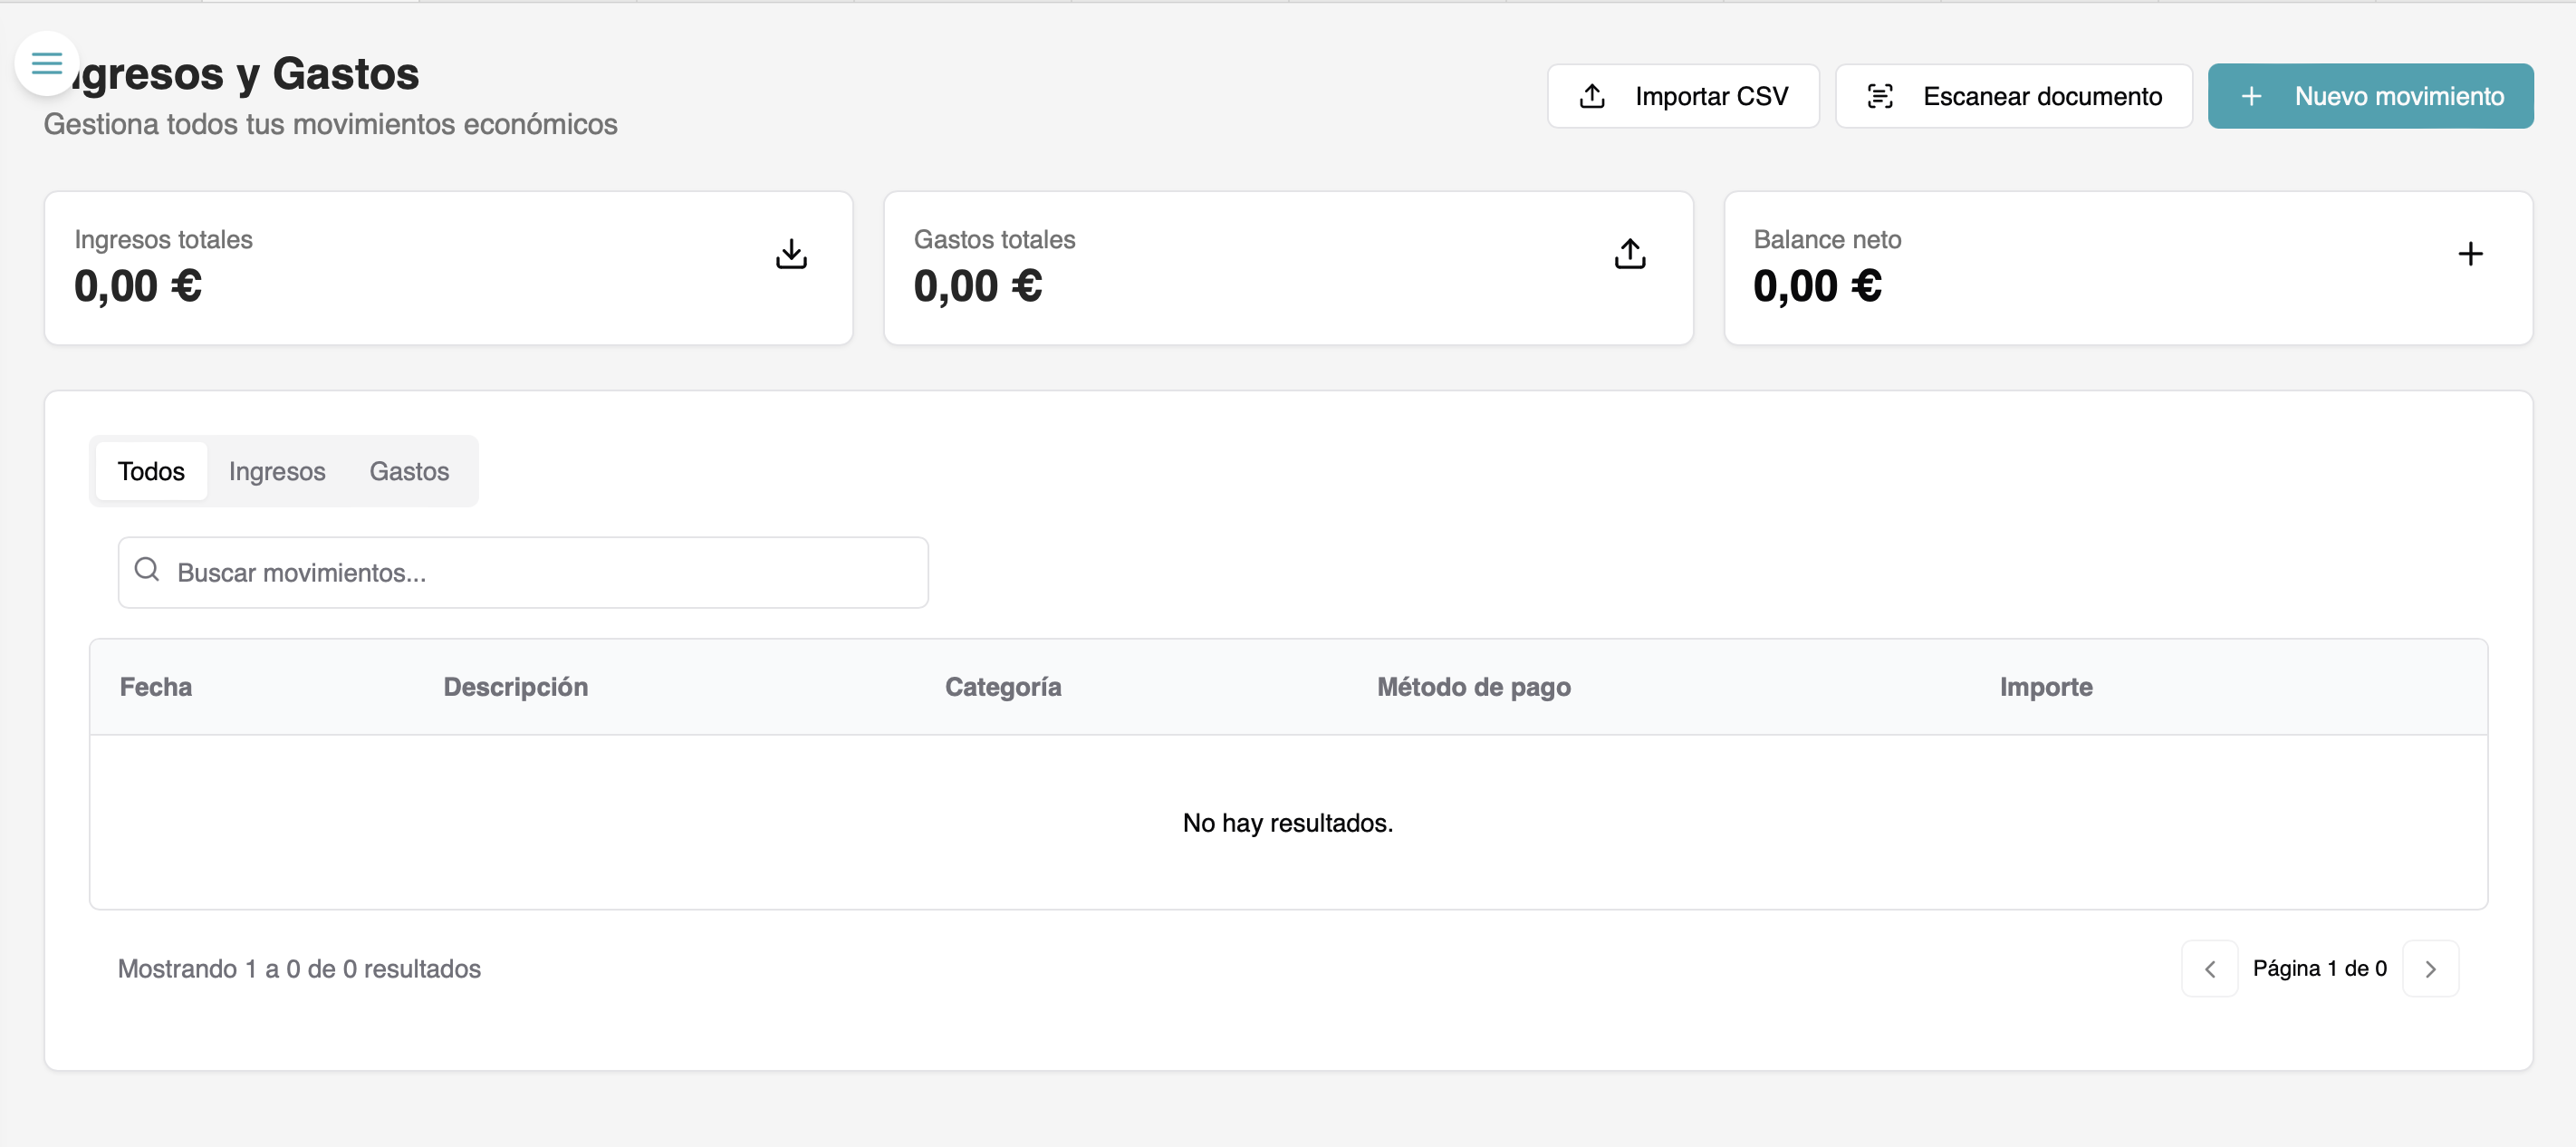 gresos y Gastos
Gestiona todos tus movimientos económicos
Importar CSV
Escanear documento
Nuevo movimiento
Ingresos totales
0,00 €
Gastos totales
0,00 €
Balance neto
0,00 €
Todos Ingresos Gastos
Buscar movimientos...
Fecha Descripción Categoría Método de pago Importe
No hay resultados.
Mostrando 1 a 0 de 0 resultados
Página 1 de 0